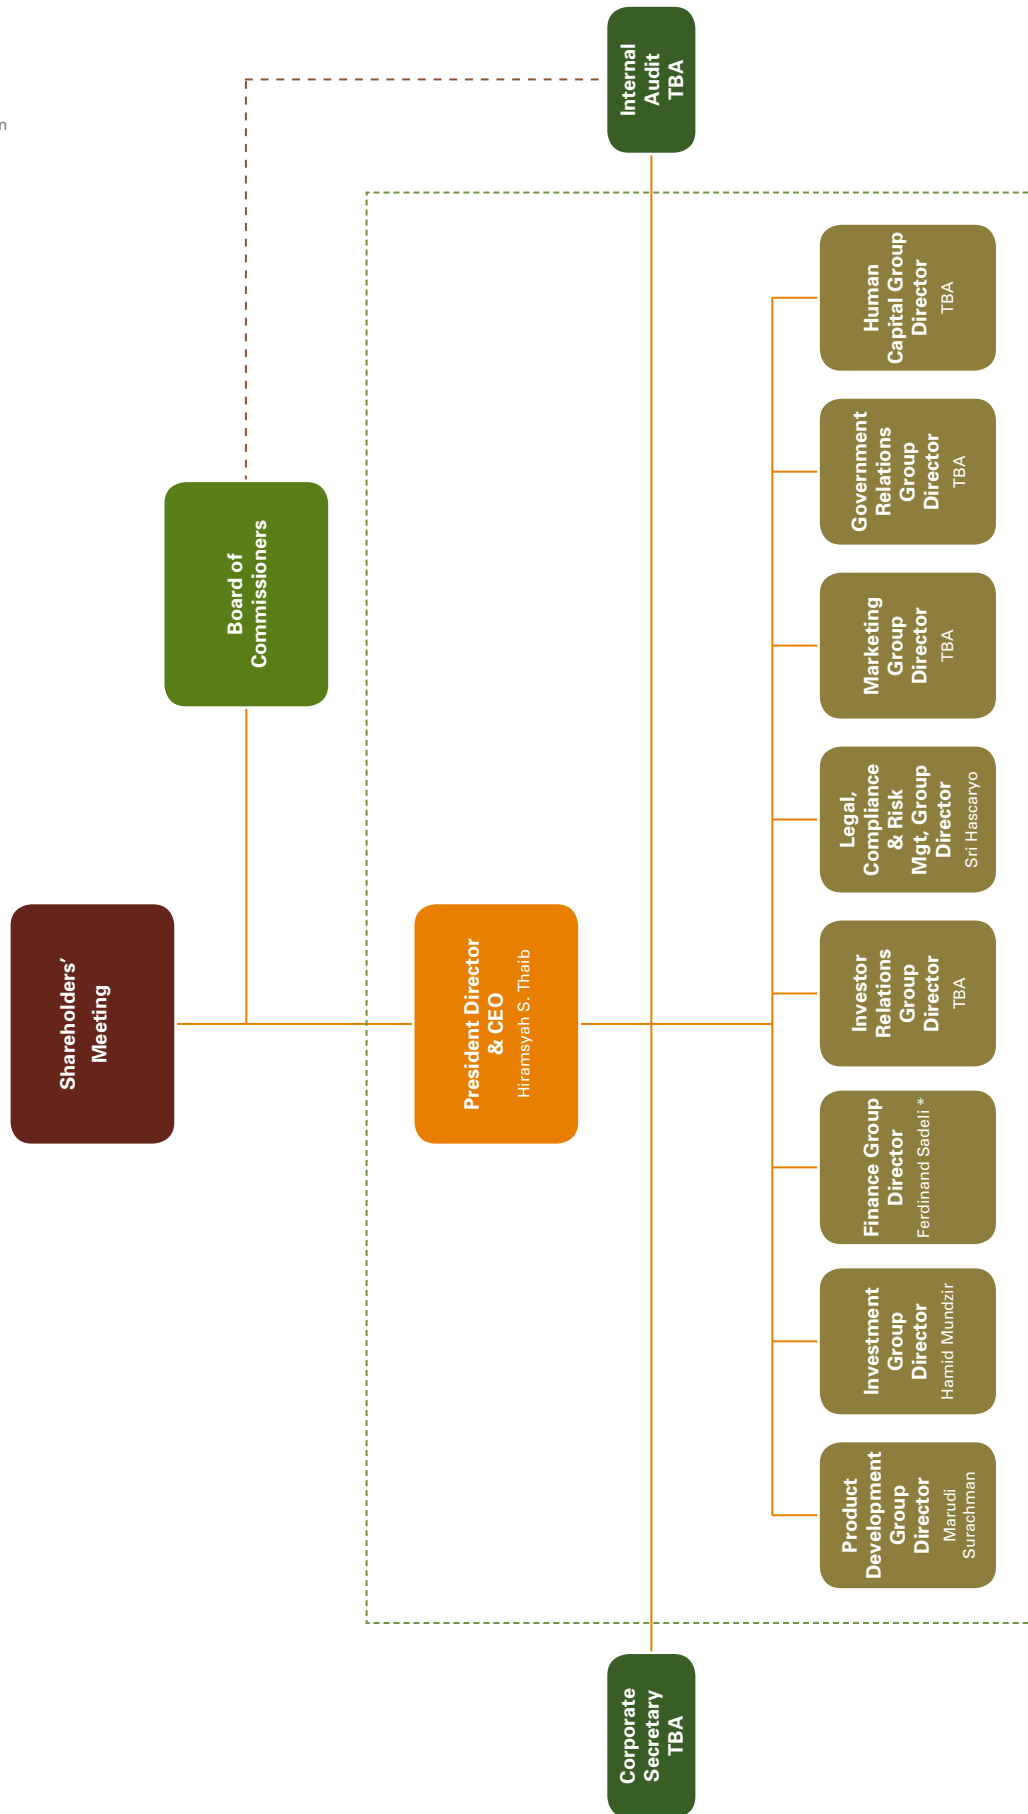 n
Shareholders’
Meeting
Board of
Commissioners
President Director
& CEO
Hiramsyah S. Thaib
Corporate
Secretary
TBA
Internal
Audit
TBA
Product
Development
Group
Director
Marudi
Surachman
Investment
Group
Director
Hamid Mundzir
Finance Group
Director
Ferdinand Sadeli *
Investor
Relations
Group
Director
TBA
Legal,
Compliance
& Risk
Mgt, Group
Director
Sri Hascaryo
Marketing
Group
Director
TBA
Government
Relations
Group
Director
TBA
Human
Capital Group
Director
TBA